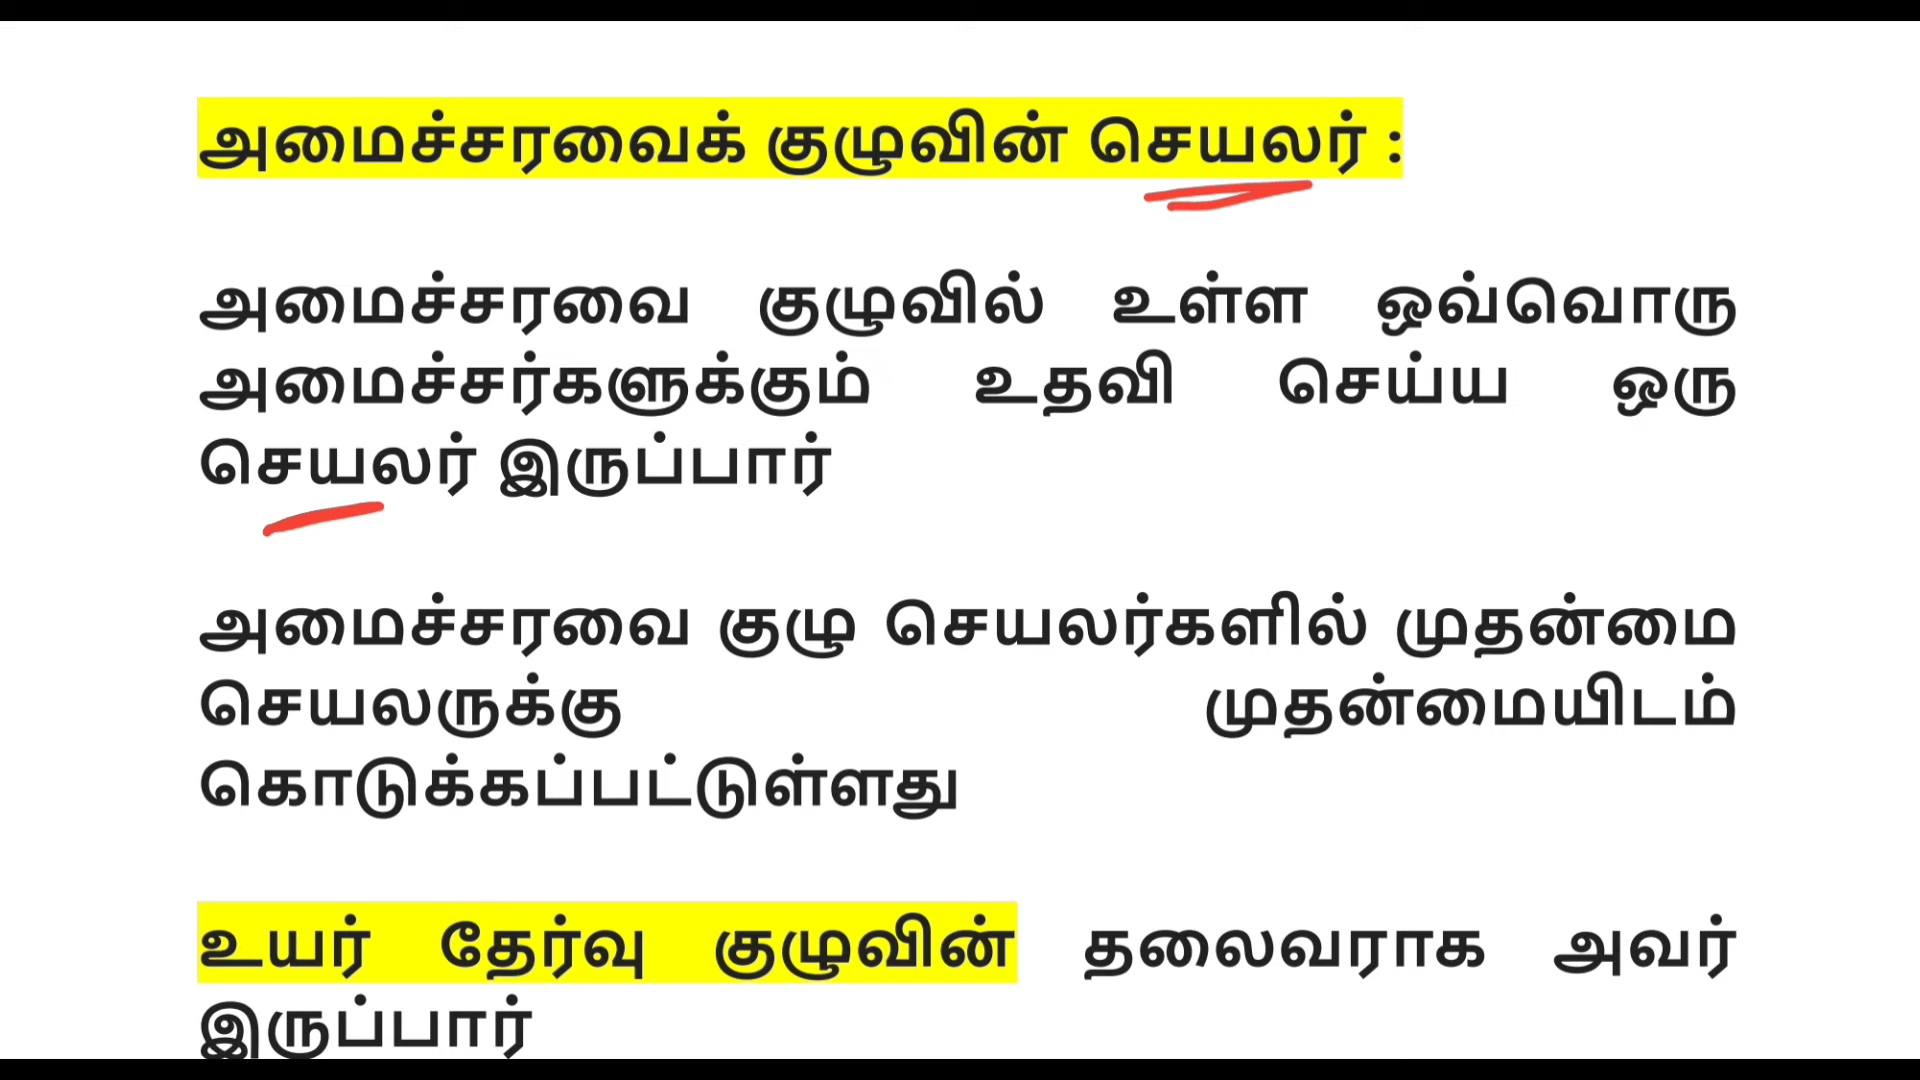 அமைச்சரவைக் குழுவின் செயலர் :
அமைச்சரவை குழுவில் உள்ள ஒவ்வொரு
அமைச்சர்களுக்கும் உதவி செய்ய ஒரு
செயலர் இருப்பார்
அமைச்சரவை குழு செயலர்களில் முதன்மை
செயலருக்கு முதன்மையிடம்
கொடுக்கப்பட்டுள்ளது
உயர் தேர்வு குழுவின் தலைவராக அவர்
இருப்பார்